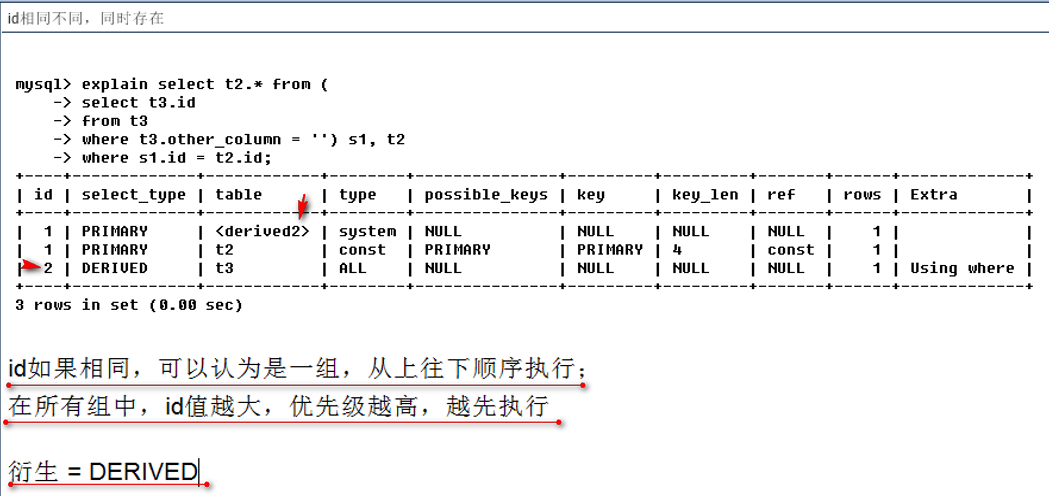 id相同不同，同时存在
mysql> explain select t2.* from (
    -> select t3.id
    -> from t3
    -> where t3.other_column = '') s1, t2
    -> where s1.id = t2.id;
+----+-------------+------------+--------+---------------+---------+---------+-------+------+-------------+
| id | select_type | table      | type   | possible_keys | key     | key_len | ref   | rows | Extra       |
+----+-------------+------------+--------+---------------+---------+---------+-------+------+-------------+
| 1 | PRIMARY     | <derived2> | system | NULL          | NULL    | NULL    | NULL  | 1 |             |
| 1 | PRIMARY     | t2         | const  | PRIMARY       | PRIMARY | 4       | const | 1 |             |
| 2 | DERIVED     | t3         | ALL    | NULL          | NULL    | NULL    | NULL  | 1 | Using where |
+----+-------------+------------+--------+---------------+---------+---------+-------+------+-------------+
3 rows in set (0.00 sec)
id如果相同，可以认为是一组，从上往下顺序执行；
在所有组中，id值越大，优先级越高，越先执行
衍生 = DERIVED